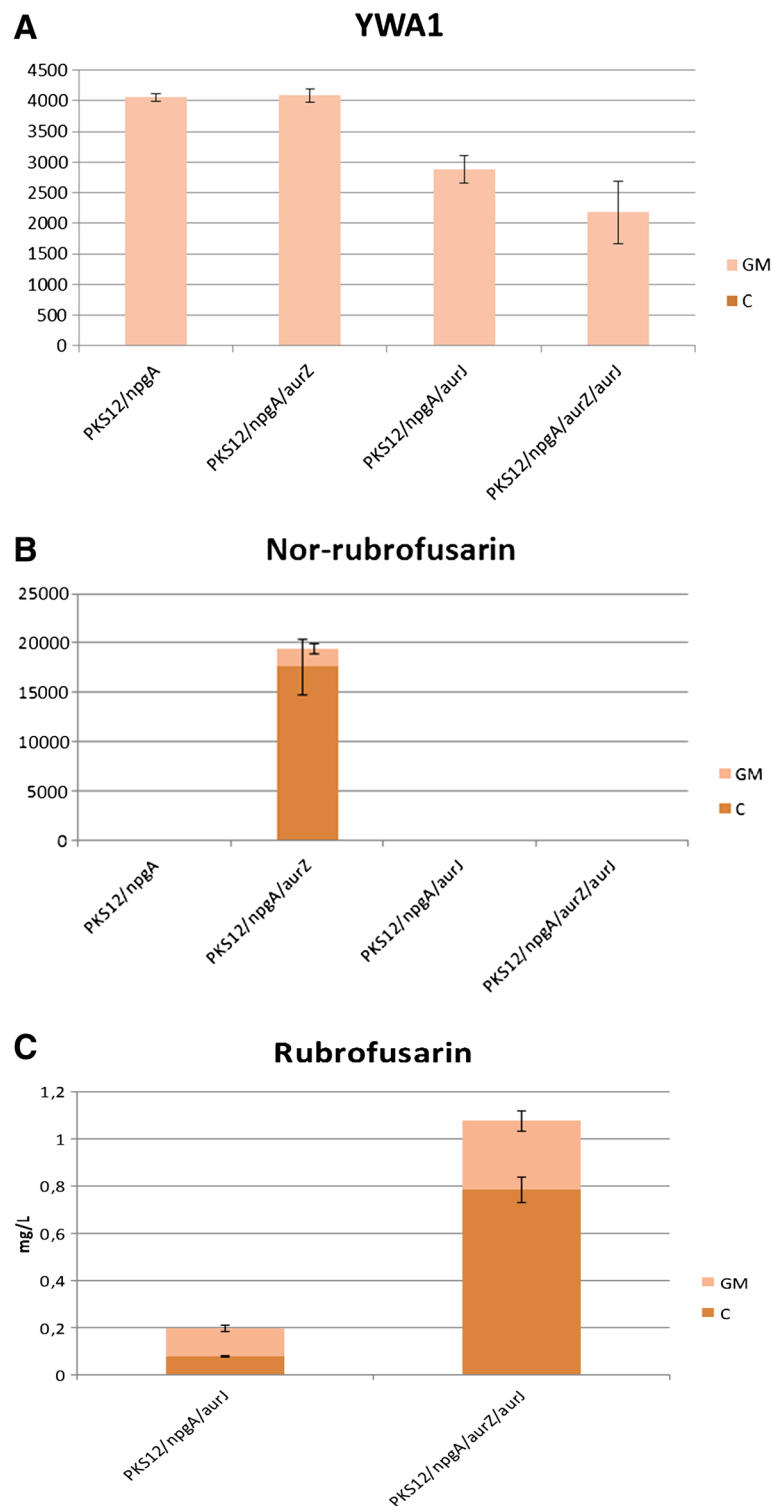 A
YWA1
4500
4000
3500
3000
2500
2000
1500
1000
500
0
GM
C
PKS12/npgA
PKS12/npgA/aurZ
PKS12/npgA/aurJ
PKS12/npgA/aurZ/aurJ
B
Nor-rubrofusarin
25000
20000
15000
10000
5000
0
GM
C
PKS12/npgA
PKS12/npgA/aurZ
PKS12/npgA/aurJ
PKS12/npgA/aurZ/aurJ
C
Rubrofusarin
1,2
1
0,8
0,6
0,4
0,2
0
mg/L
GM
C
PKS12/npgA/aurJ
PKS12/npgA/aurZ/aurJ